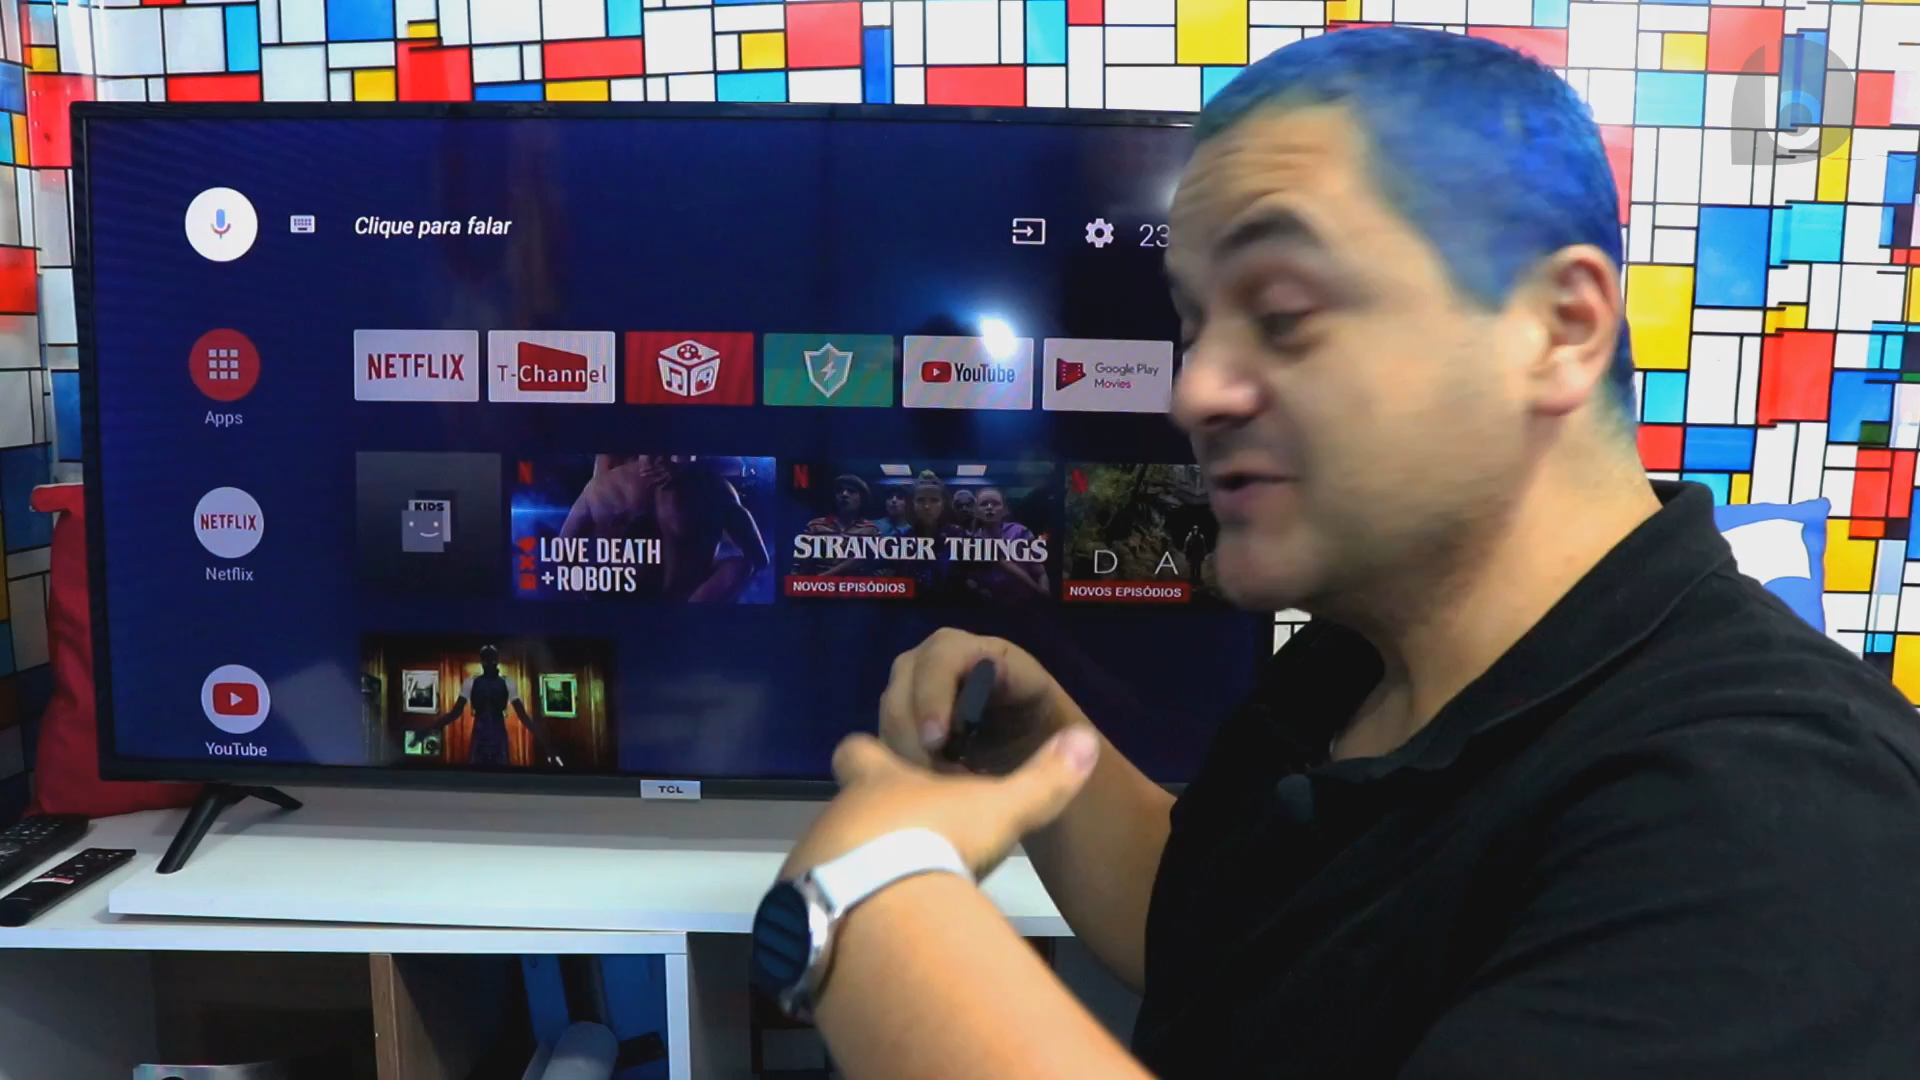 Clique para falar
23
NETFLIX
T-Channel
YouTube
Google Play
Movies
Apps
KIDS
LOVE DEATH
+ROBOTS
STRANGER THINGS
NOVOS EPISÓDIOS
D A
NOVOS EPISÓDIOS
NETFLIX
Netflix
YouTube
TCL